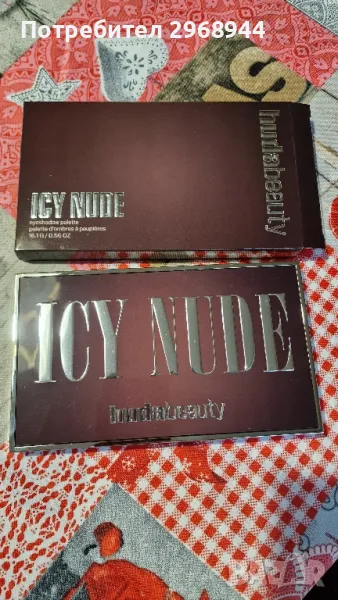 Потребител 2968944
hudabeauty
ICY NUDE
eyeshadow palette
palette d'ombres à paupières
16.1 G / 0.56 OZ
ICY NUDE
hudabeauty